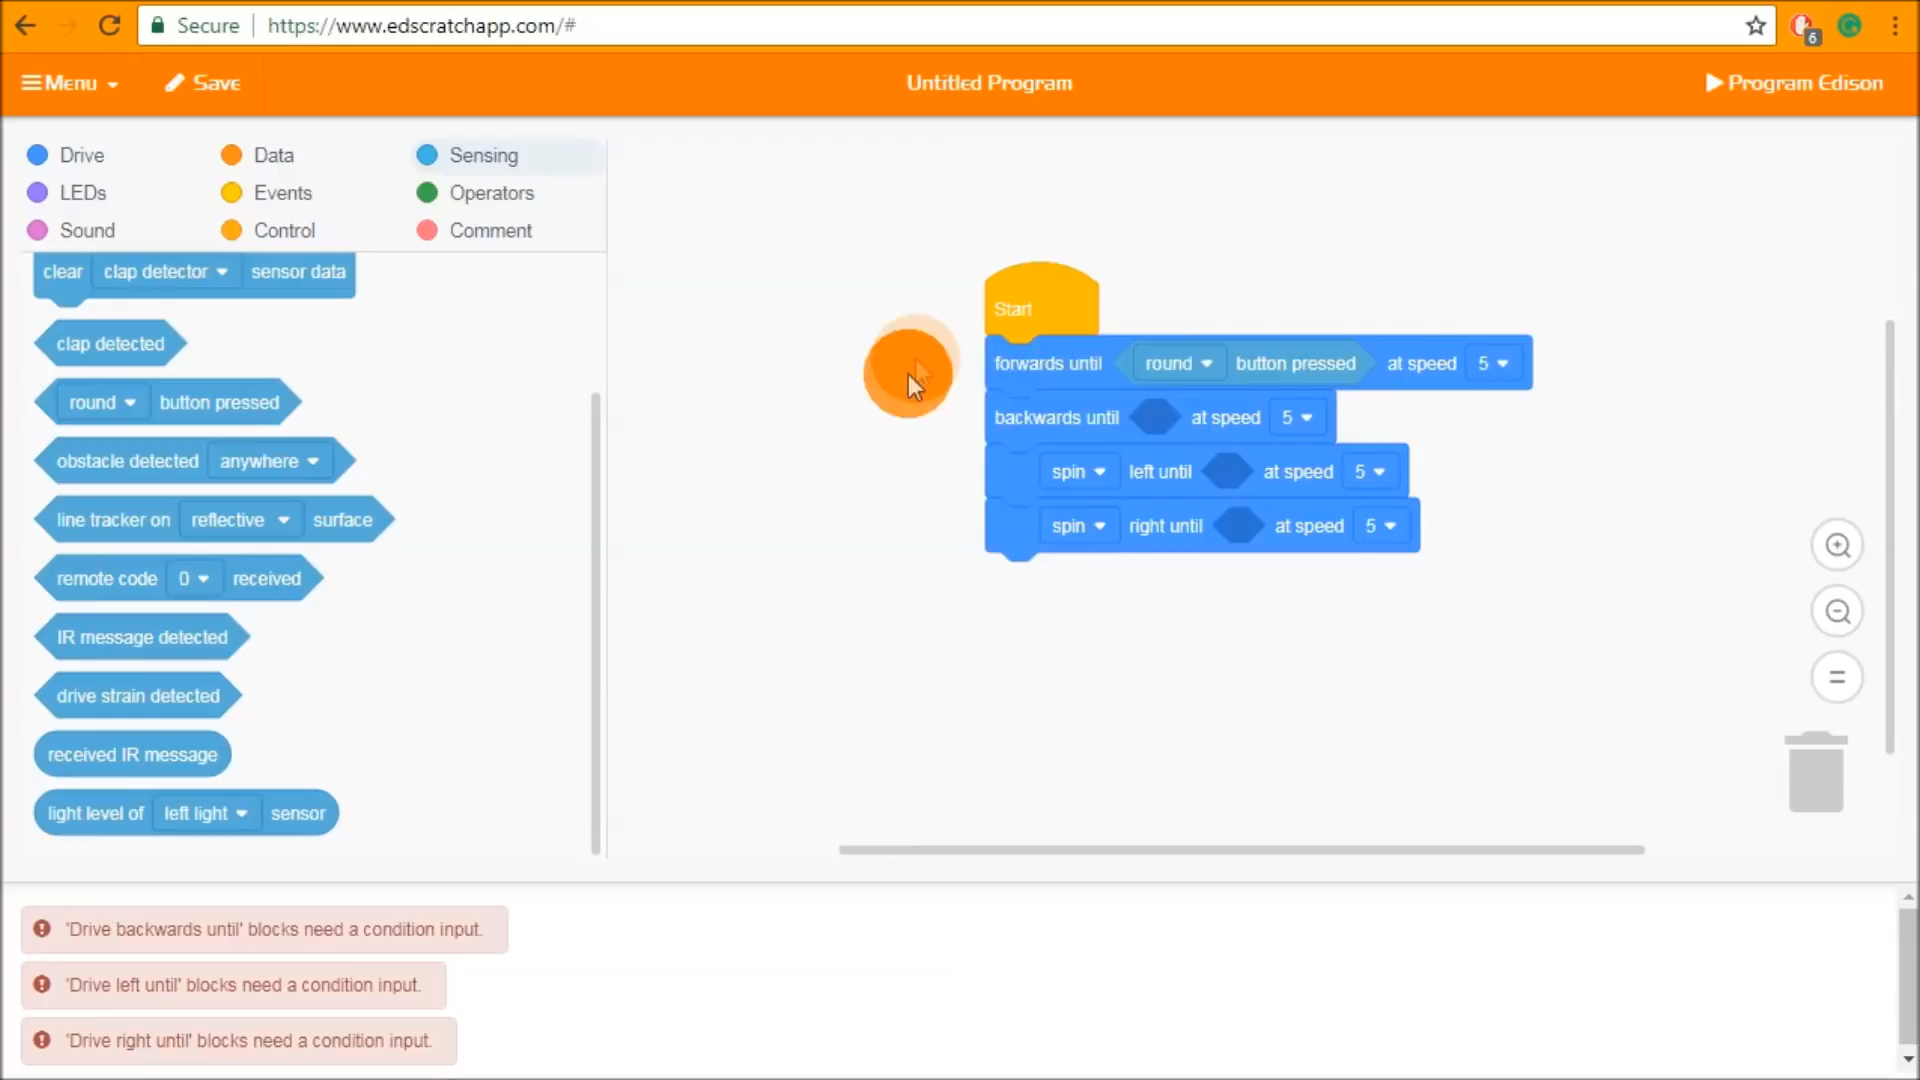 Secure https://www.edscratchapp.com/#
6
Menu Save Untitled Program Program Edison
Drive Data Sensing
LEDs Events Operators
Sound Control Comment
clear clap detector sensor data
clap detected
round button pressed
obstacle detected anywhere
line tracker on reflective surface
remote code 0 received
IR message detected
drive strain detected
received IR message
light level of left light sensor
Start
forwards until round button pressed at speed 5
backwards until at speed 5
spin left until at speed 5
spin right until at speed 5
'Drive backwards until' blocks need a condition input.
'Drive left until' blocks need a condition input.
'Drive right until' blocks need a condition input.